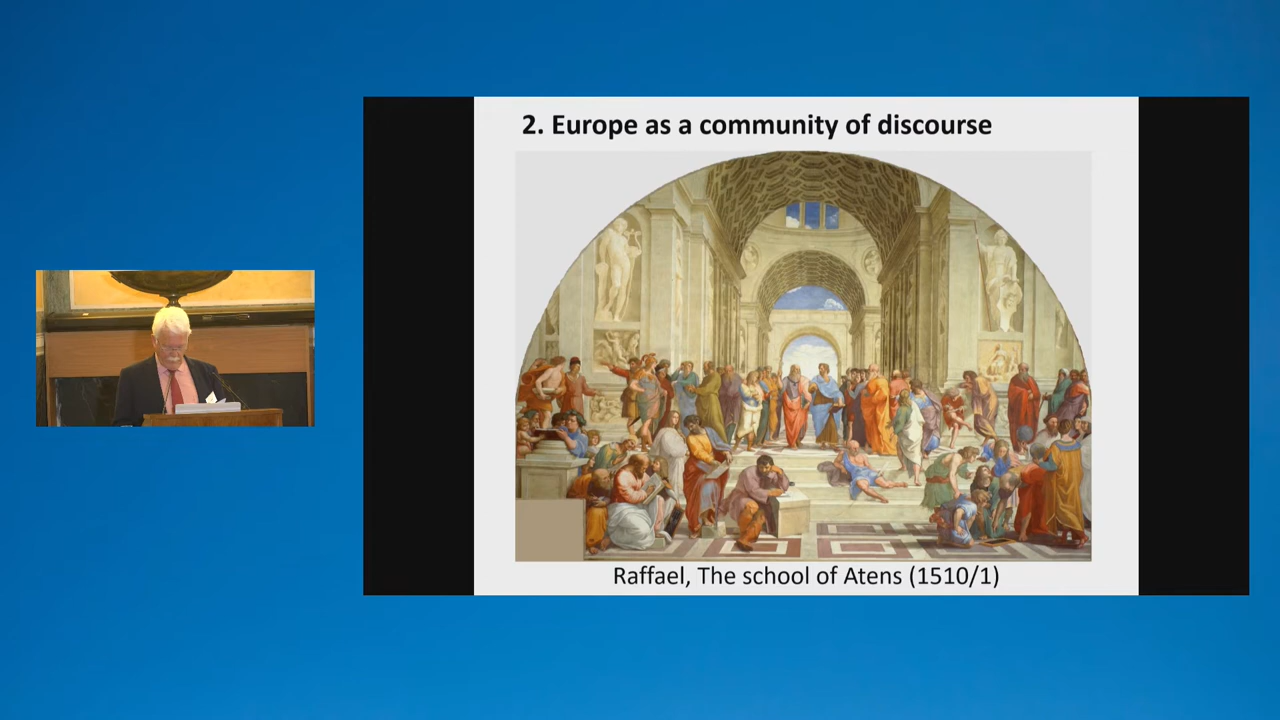 2. Europe as a community of discourse
Raffael, The school of Atens (1510/1)